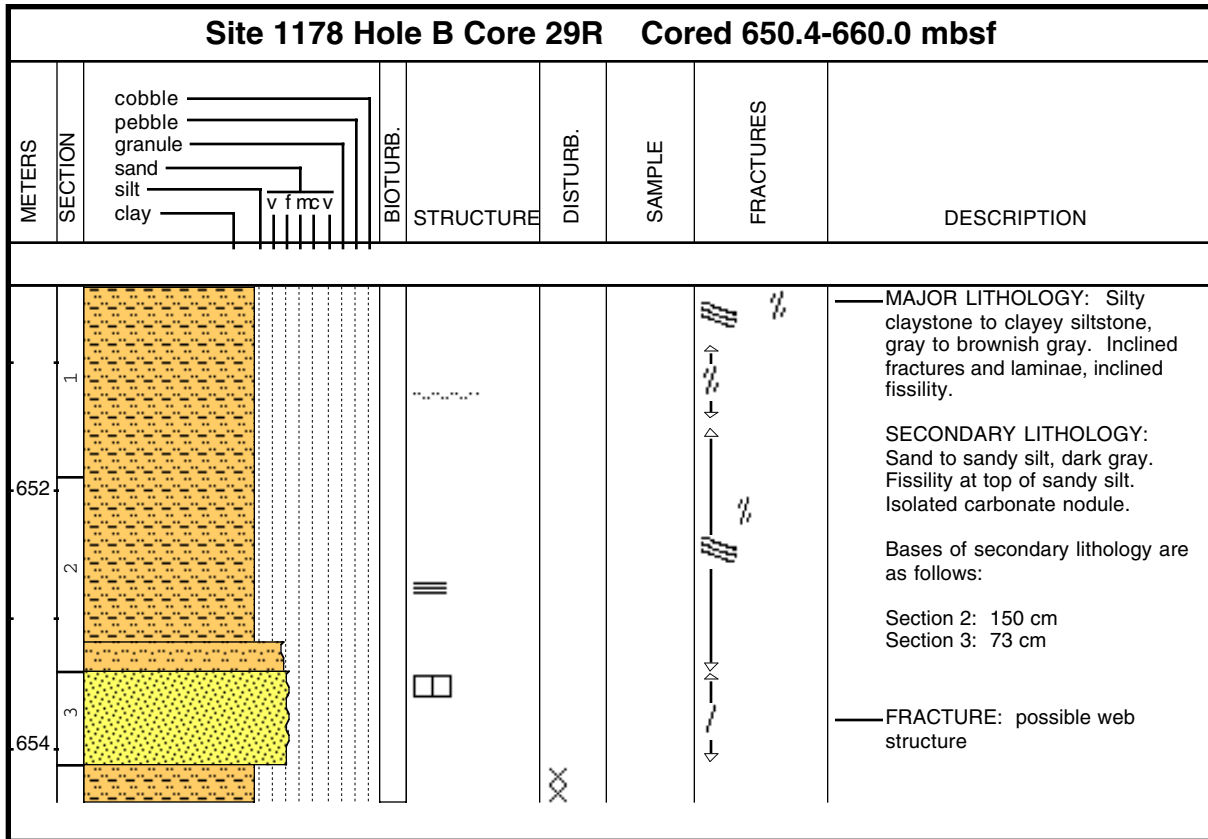 Site 1178 Hole B Core 29R Cored 650.4-660.0 mbsf
METERS
SECTION
cobble
pebble
granule
sand
silt
v f m c v
clay
BIOTURB.
STRUCTURE
DISTURB.
SAMPLE
FRACTURES
DESCRIPTION
1
652
2
3
654
MAJOR LITHOLOGY: Silty
claystone to clayey siltstone,
gray to brownish gray. Inclined
fractures and laminae, inclined
fissility.
SECONDARY LITHOLOGY:
Sand to sandy silt, dark gray.
Fissility at top of sandy silt.
Isolated carbonate nodule.
Bases of secondary lithology are
as follows:
Section 2: 150 cm
Section 3: 73 cm
FRACTURE: possible web
structure